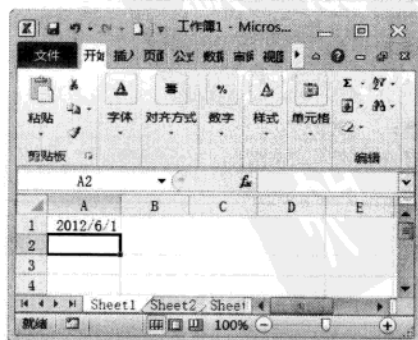 工作簿1 - Micros...
文件 开始 插入 页面 公式 数据 审阅 视图
粘贴 字体 对齐方式 数字 样式 单元格
剪贴板 编辑
A2 fx
A B C D E
1 2012/6/1
2
3
4
Sheet1 Sheet2 Sheet
就绪 100%